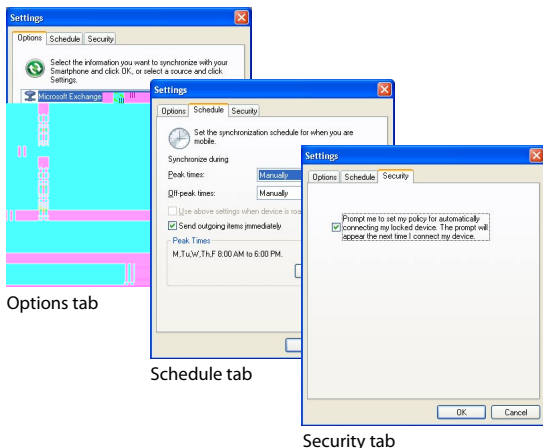 Settings
Options Schedule Security
Select the information you want to synchronize with your
Smartphone and click OK, or select a source and click
Settings.
Microsoft Exchange
Options tab
Settings
Options Schedule Security
Set the synchronization schedule for when you are
mobile.
Synchronize during
Peak times:
Manually
Off-peak times:
Manually
Use above settings when device is roa
Send outgoing items immediately
Peak Times
M,Tu,W,Th,F 8:00 AM to 6:00 PM.
Schedule tab
Settings
Options Schedule Security
Prompt me to set my policy for automatically
connecting my locked device. The prompt will
appear the next time I connect my device.
OK Cancel
Security tab